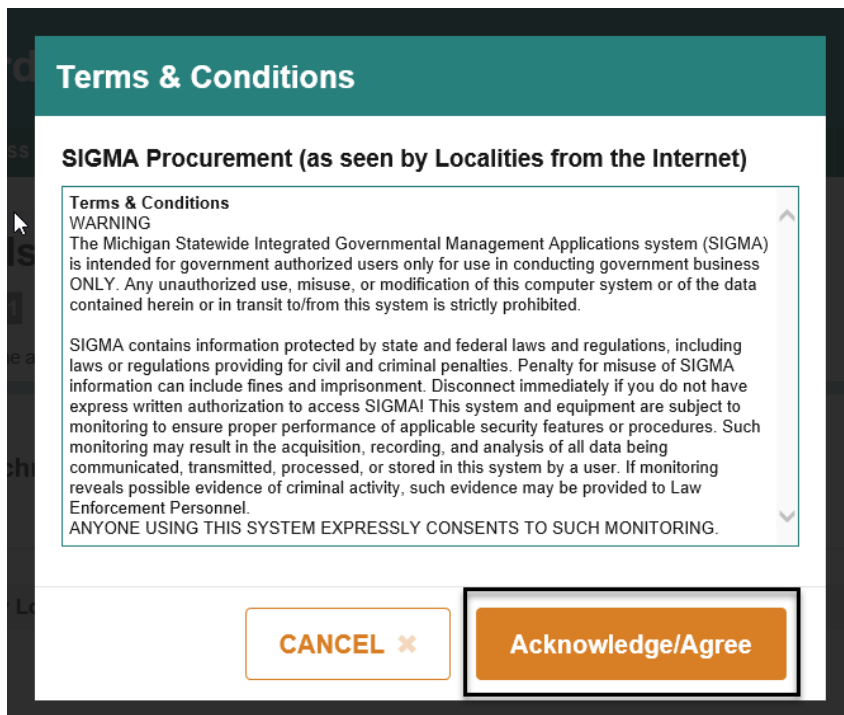 Terms & Conditions
SIGMA Procurement (as seen by Localities from the Internet)
Terms & Conditions
WARNING
The Michigan Statewide Integrated Governmental Management Applications system (SIGMA)
is intended for government authorized users only for use in conducting government business
ONLY. Any unauthorized use, misuse, or modification of this computer system or of the data
contained herein or in transit to/from this system is strictly prohibited.
SIGMA contains information protected by state and federal laws and regulations, including
laws or regulations providing for civil and criminal penalties. Penalty for misuse of SIGMA
information can include fines and imprisonment. Disconnect immediately if you do not have
express written authorization to access SIGMA! This system and equipment are subject to
monitoring to ensure proper performance of applicable security features or procedures. Such
monitoring may result in the acquisition, recording, and analysis of all data being
communicated, transmitted, processed, or stored in this system by a user. If monitoring
reveals possible evidence of criminal activity, such evidence may be provided to Law
Enforcement Personnel.
ANYONE USING THIS SYSTEM EXPRESSLY CONSENTS TO SUCH MONITORING.
CANCEL ✖
Acknowledge/Agree